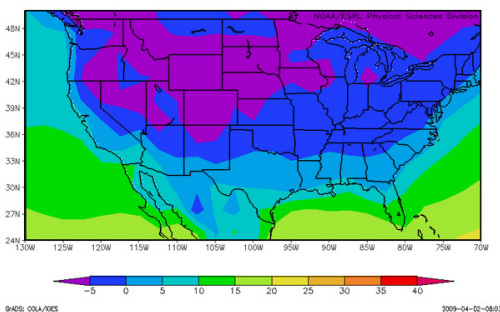 NOAA/ESRL Physical Sciences Division
48N
45N
42N
39N
36N
33N
30N
27N
24N
130W 125W 120W 115W 110W 105W 100W 95W 90W 85W 80W 75W 70W
-5 0 5 10 15 20 25 30 35 40
GrADS: COLA/IGES
2009-04-02-08:0